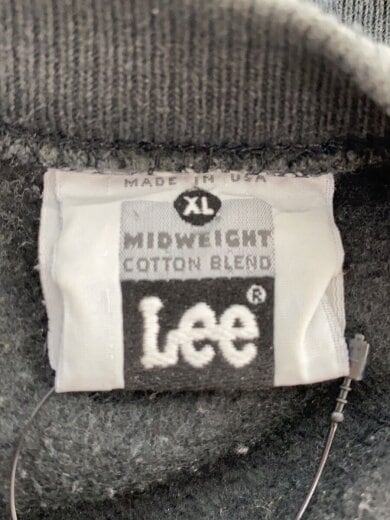 MADE IN USA
XL
MIDWEIGHT
COTTON BLEND
Lee®